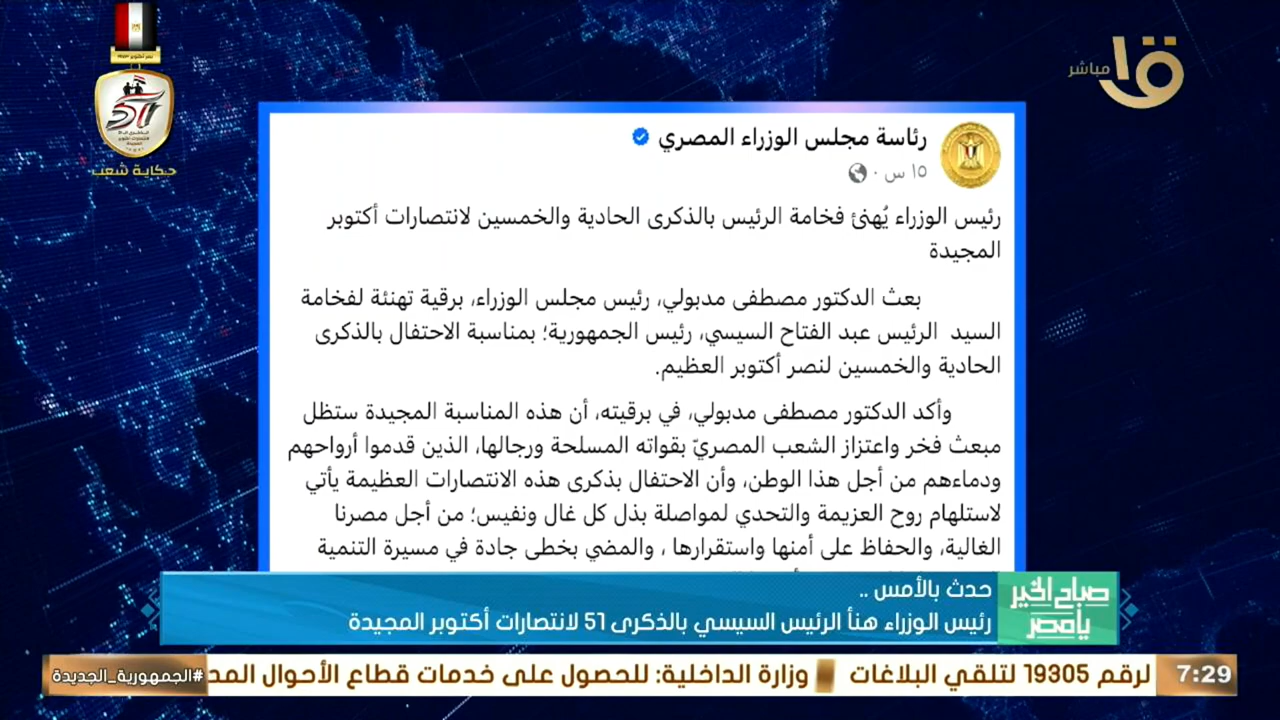 مباشر
حكاية شعب
رئاسة مجلس الوزراء المصري
١٥ س ·
رئيس الوزراء يُهنئ فخامة الرئيس بالذكرى الحادية والخمسين لانتصارات أكتوبر
المجيدة
بعث الدكتور مصطفى مدبولي، رئيس مجلس الوزراء، برقية تهنئة لفخامة
السيد الرئيس عبد الفتاح السيسي، رئيس الجمهورية؛ بمناسبة الاحتفال بالذكرى
الحادية والخمسين لنصر أكتوبر العظيم.
وأكد الدكتور مصطفى مدبولي، في برقيته، أن هذه المناسبة المجيدة ستظل
مبعث فخر واعتزاز الشعب المصريّ بقواته المسلحة ورجالها، الذين قدموا أرواحهم
ودماءهم من أجل هذا الوطن، وأن الاحتفال بذكرى هذه الانتصارات العظيمة يأتي
لاستلهام روح العزيمة والتحدي لمواصلة بذل كل غال ونفيس؛ من أجل مصرنا
الغالية، والحفاظ على أمنها واستقرارها ، والمضي بخطى جادة في مسيرة التنمية
صباح الخير
يا مصر
حدث بالأمس ..
رئيس الوزراء هنأ الرئيس السيسي بالذكرى 51 لانتصارات أكتوبر المجيدة
7:29
لرقم 19305 لتلقي البلاغات
وزارة الداخلية: للحصول على خدمات قطاع الأحوال المد
#الجمهورية_الجديدة